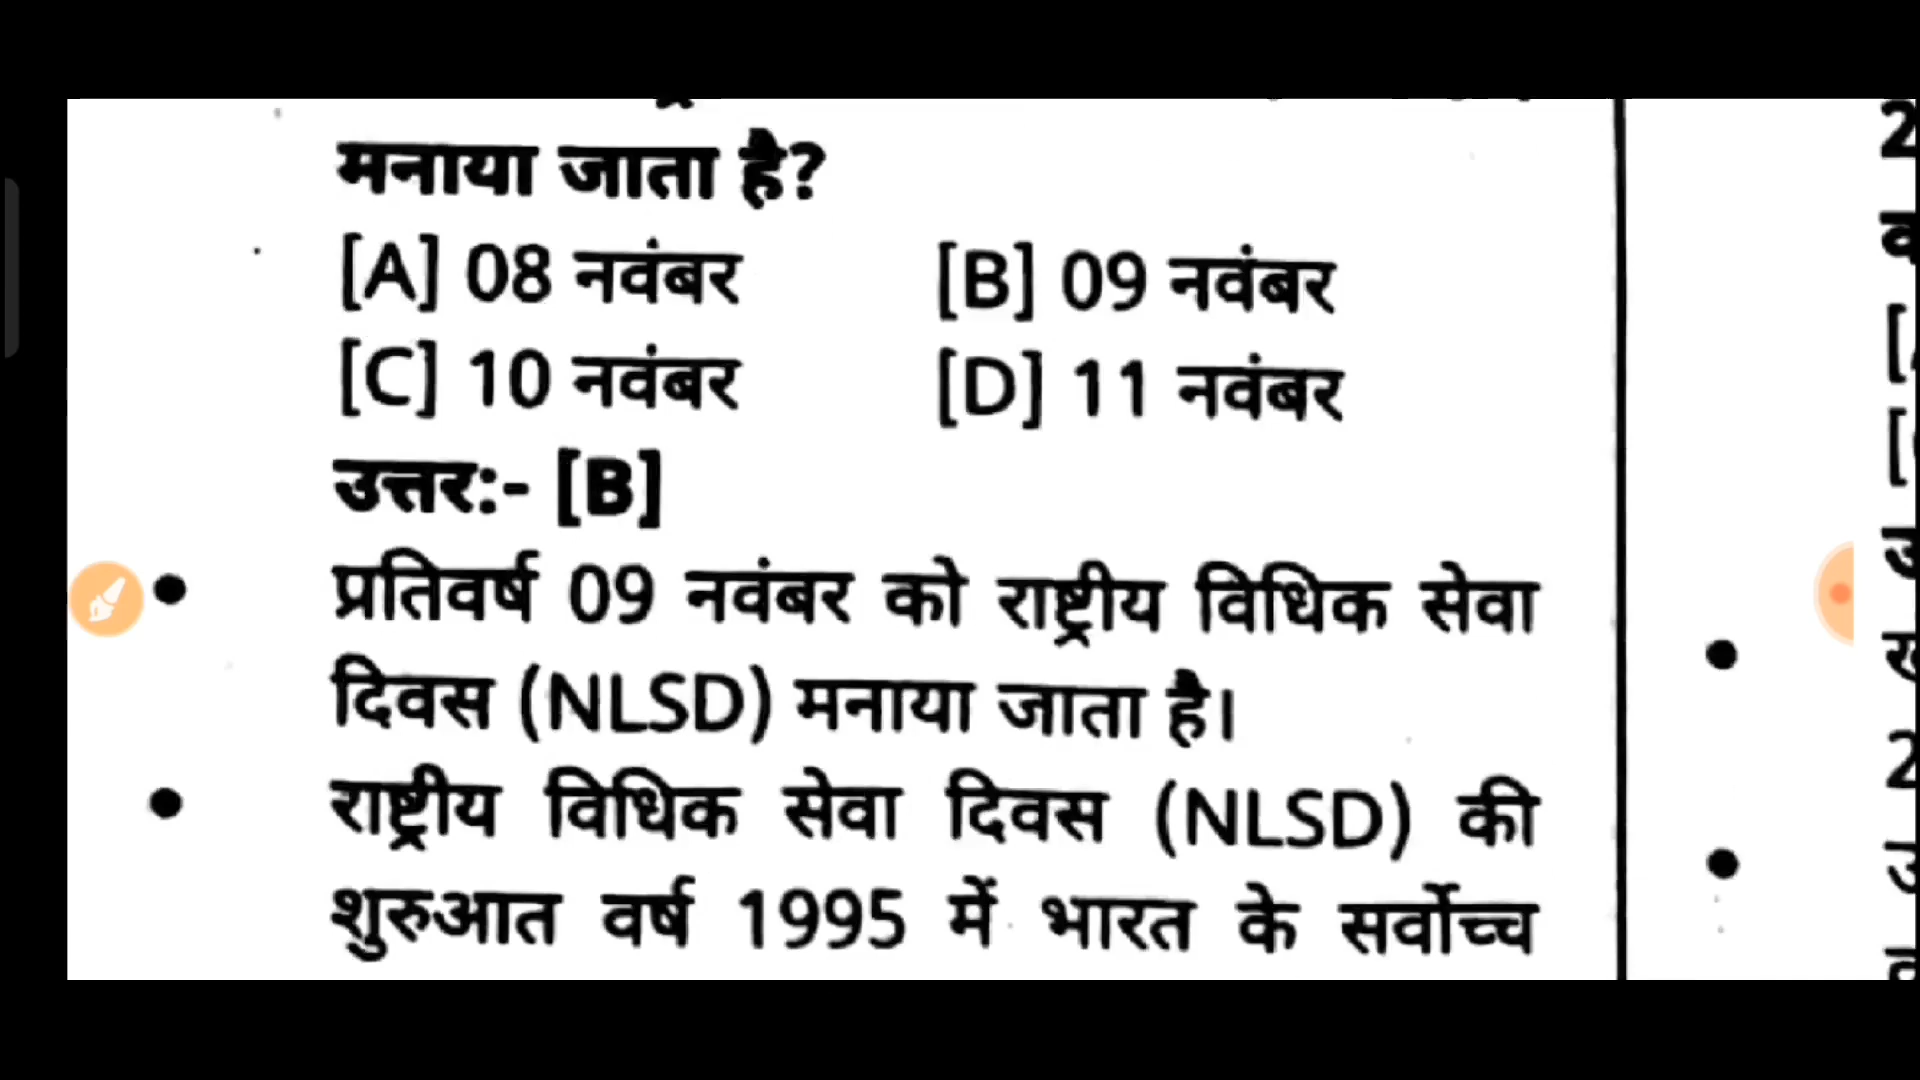 मनाया जाता है?
[A] 08 नवंबर [B] 09 नवंबर
[C] 10 नवंबर [D] 11 नवंबर
उत्तर:- [B]
• प्रतिवर्ष 09 नवंबर को राष्ट्रीय विधिक सेवा
दिवस (NLSD) मनाया जाता है।
• राष्ट्रीय विधिक सेवा दिवस (NLSD) की
शुरुआत वर्ष 1995 में भारत के सर्वोच्च